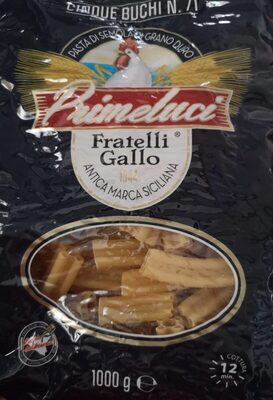 CINQUE BUCHI N. 71
PASTA DI SEMOLA DI GRANO DURO
Primeluci
Fratelli
Gallo ®
ANTICA MARCA SICILIANA
COTTURA
12
min.
1000 g ℮